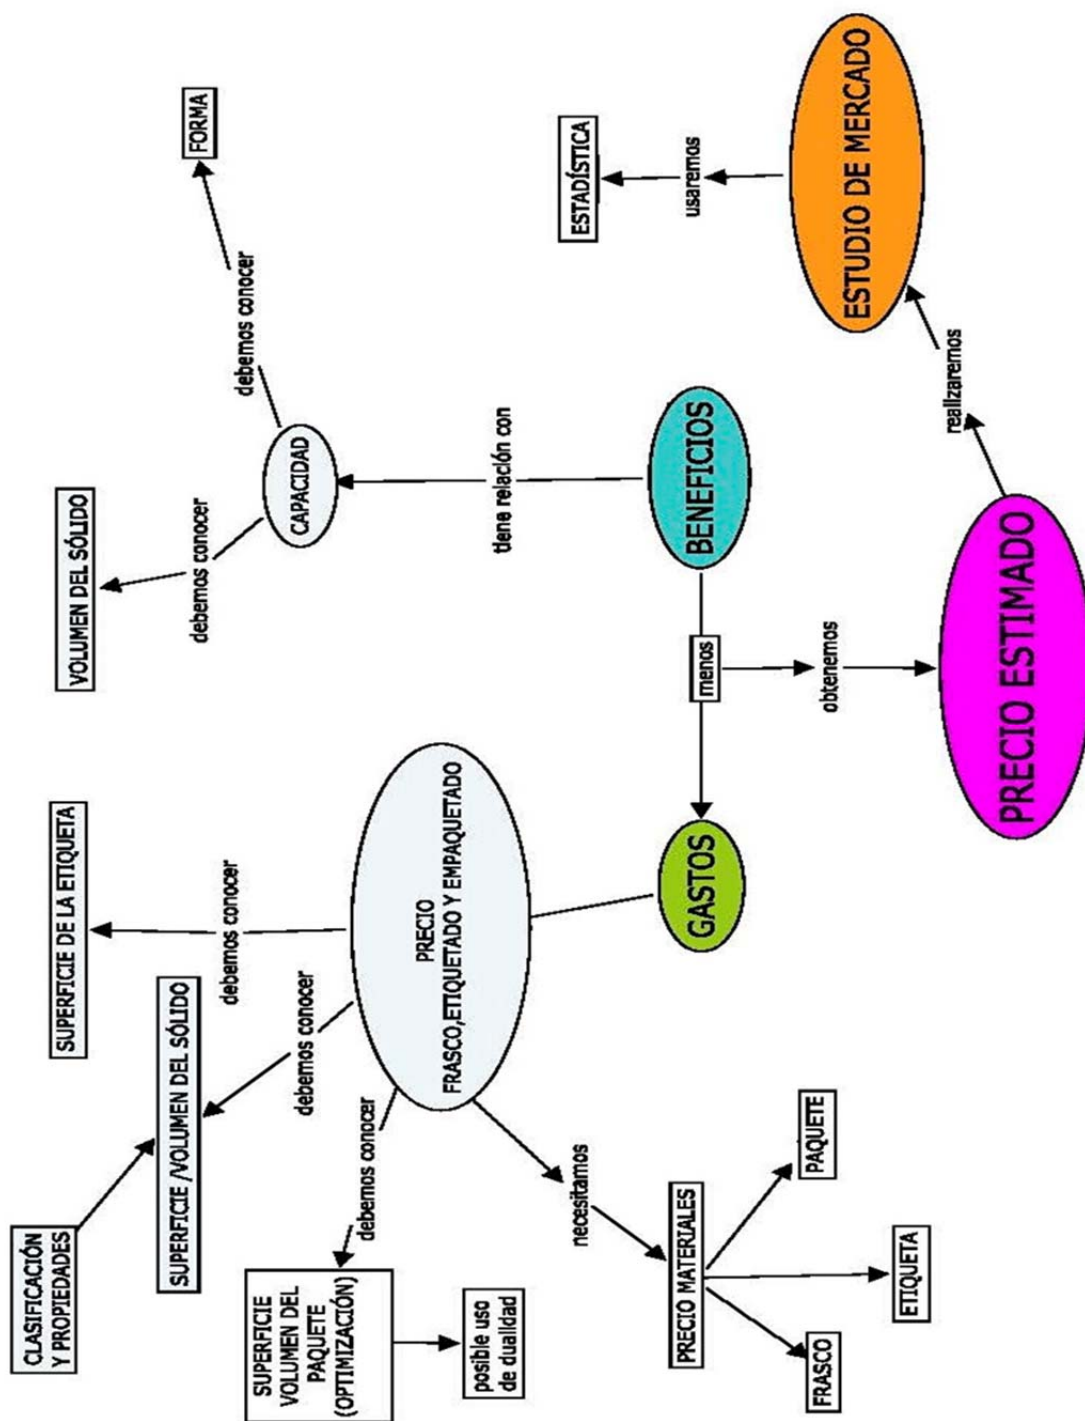 CLASIFICACIÓN
Y PROPIEDADES
SUPERFICIE DE LA ETIQUETA
VOLUMEN DEL SÓLIDO
FORMA
SUPERFICIE /VOLUMEN DEL SÓLIDO
debemos conocer
debemos conocer
debemos conocer
SUPERFICIE
VOLUMEN DEL
PAQUETE
(OPTIMIZACIÓN)
debemos conocer
debemos conocer
CAPACIDAD
PRECIO
FRASCO,ETIQUETADO Y EMPAQUETADO
posible uso
de dualidad
tiene relación con
necesitamos
ESTADÍSTICA
PRECIO MATERIALES
GASTOS
menos
BENEFICIOS
usaremos
FRASCO
ETIQUETA
PAQUETE
obtenemos
ESTUDIO DE MERCADO
realizaremos
PRECIO ESTIMADO